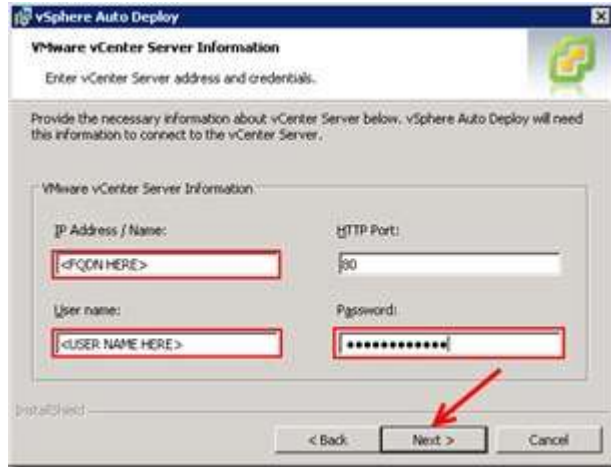 vSphere Auto Deploy
VMware vCenter Server Information
Enter vCenter Server address and credentials.
Provide the necessary information about vCenter Server below. vSphere Auto Deploy will need
this information to connect to the vCenter Server.
VMware vCenter Server Information
IP Address / Name:
HTTP Port:
<FQDN HERE>
80
User name:
Password:
<USER NAME HERE>
••••••••••••
InstallShield
< Back
Next >
Cancel